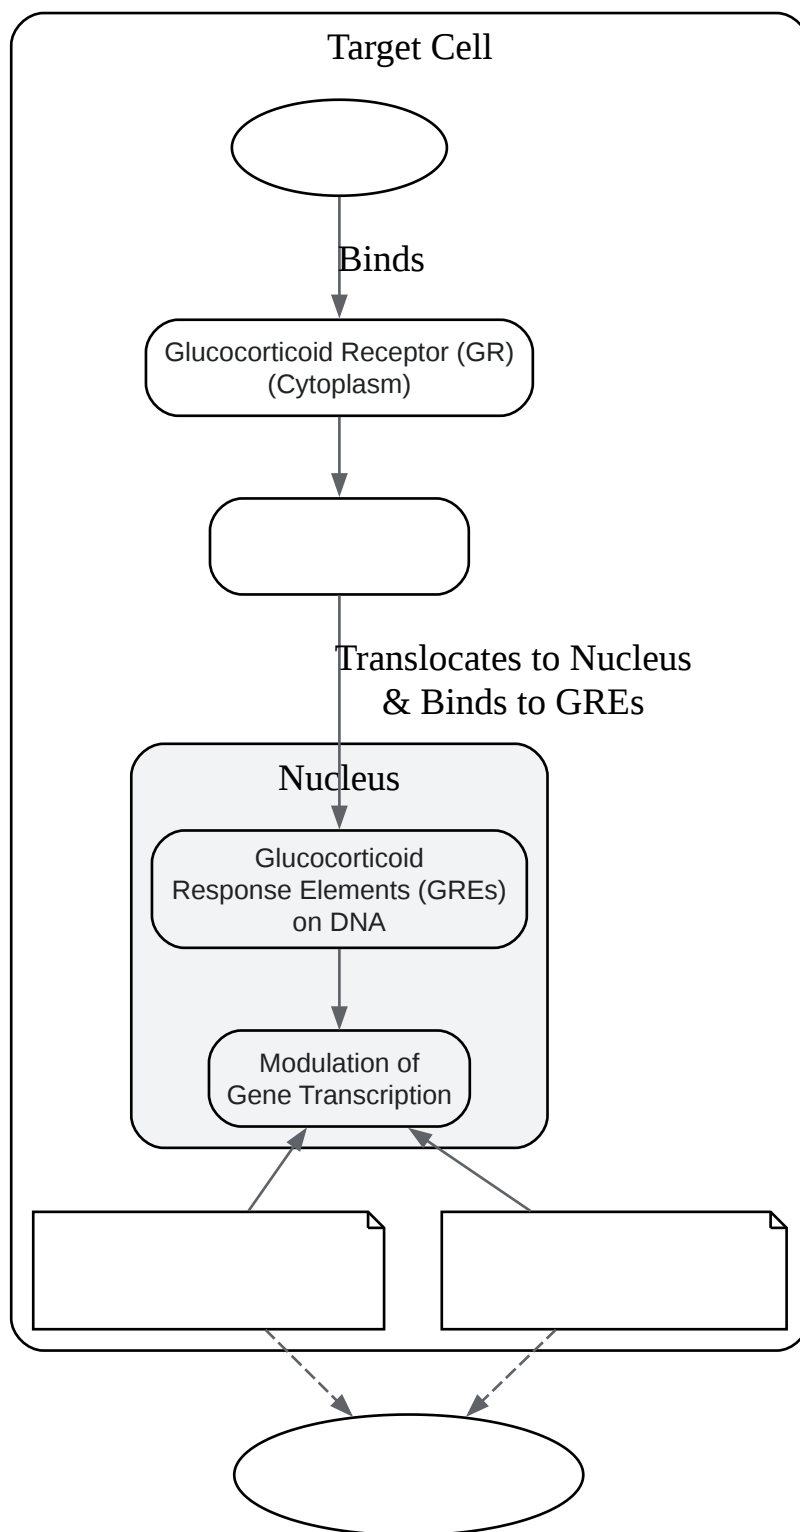 Target Cell
Binds
Glucocorticoid Receptor (GR)
(Cytoplasm)
Translocates to Nucleus
& Binds to GREs
Nucleus
Glucocorticoid
Response Elements (GREs)
on DNA
Modulation of
Gene Transcription